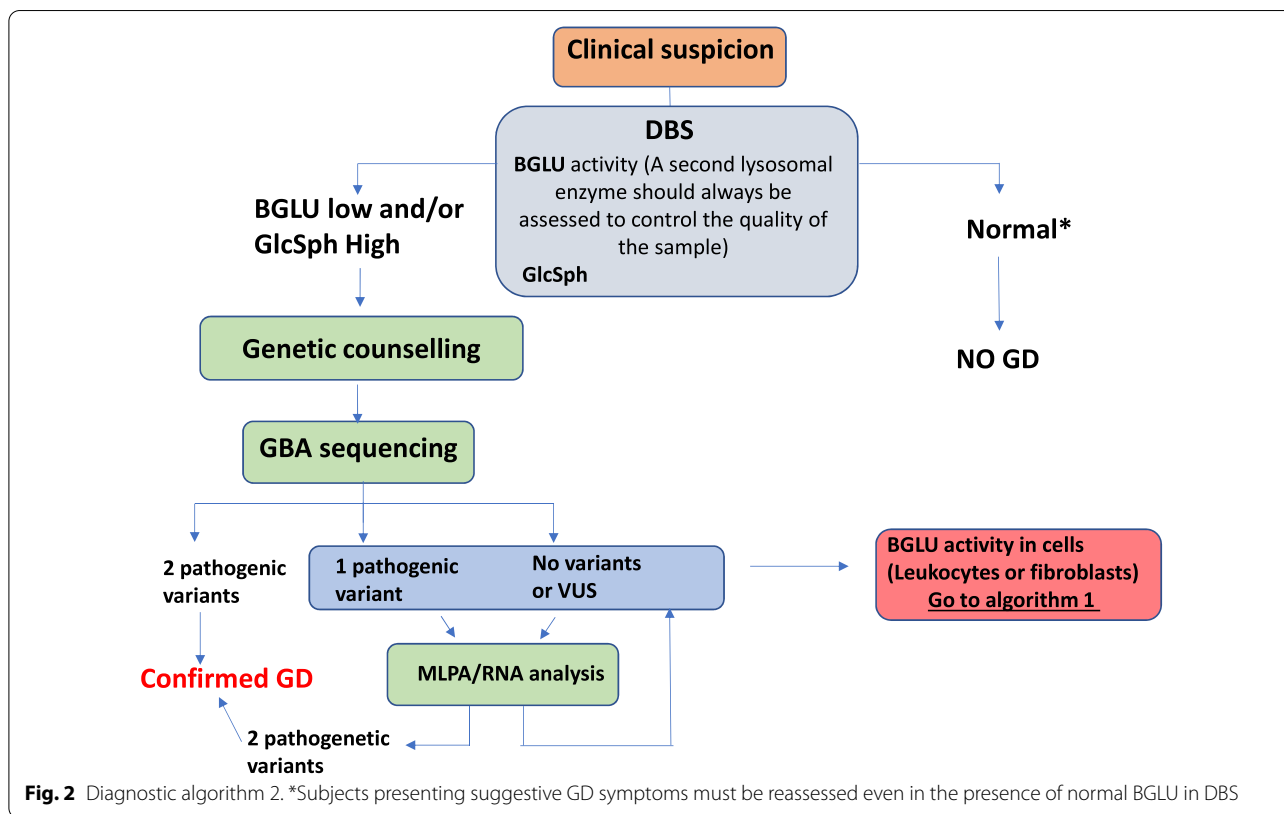 Clinical suspicion
DBS
BGLU activity (A second lysosomal
enzyme should always be
assessed to control the quality of
the sample)
GlcSph
BGLU low and/or
GlcSph High
Normal*
Genetic counselling
NO GD
GBA sequencing
2 pathogenic
variants
1 pathogenic
variant
No variants
or VUS
BGLU activity in cells
(Leukocytes or fibroblasts)
Go to algorithm 1
MLPA/RNA analysis
Confirmed GD
2 pathogenetic
variants
Fig. 2 Diagnostic algorithm 2. *Subjects presenting suggestive GD symptoms must be reassessed even in the presence of normal BGLU in DBS